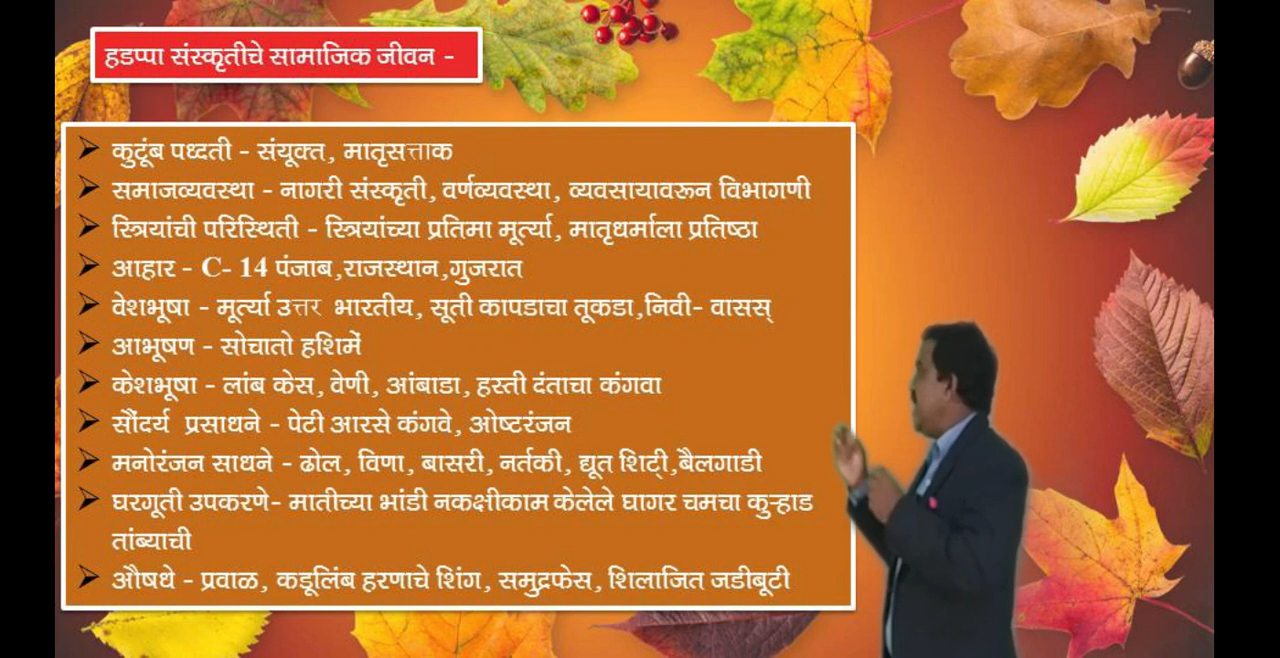 हडप्पा संस्कृतीचे सामाजिक जीवन -
कुटूंब पध्दती - संयूक्त, मातृसत्ताक
समाजव्यवस्था - नागरी संस्कृती, वर्णव्यवस्था, व्यवसायावरून विभागणी
स्त्रियांची परिस्थिती - स्त्रियांच्या प्रतिमा मूर्त्या, मातृधर्माला प्रतिष्ठा
आहार - C- 14 पंजाब ,राजस्थान ,गुजरात
वेशभूषा - मूर्त्या उत्तर भारतीय, सूती कापडाचा तूकडा ,निवी- वासस्
आभूषण - सोचातो हशिमें
केशभूषा - लांब केस, वेणी, आंबाडा, हस्ती दंताचा कंगवा
सौंदर्य प्रसाधने - पेटी आरसे कंगवे, ओष्टरंजन
मनोरंजन साधने - ढोल, विणा, बासरी, नर्तकी, द्यूत शिट्टी,बैलगाडी
घरगूती उपकरणे- मातीच्या भांडी नकक्षीकाम केलेले घागर चमचा कुऱ्हाड
तांब्याची
औषधे - प्रवाळ, कडूलिंब हरणाचे शिंग, समुद्रफेस, शिलाजित जडीबूटी